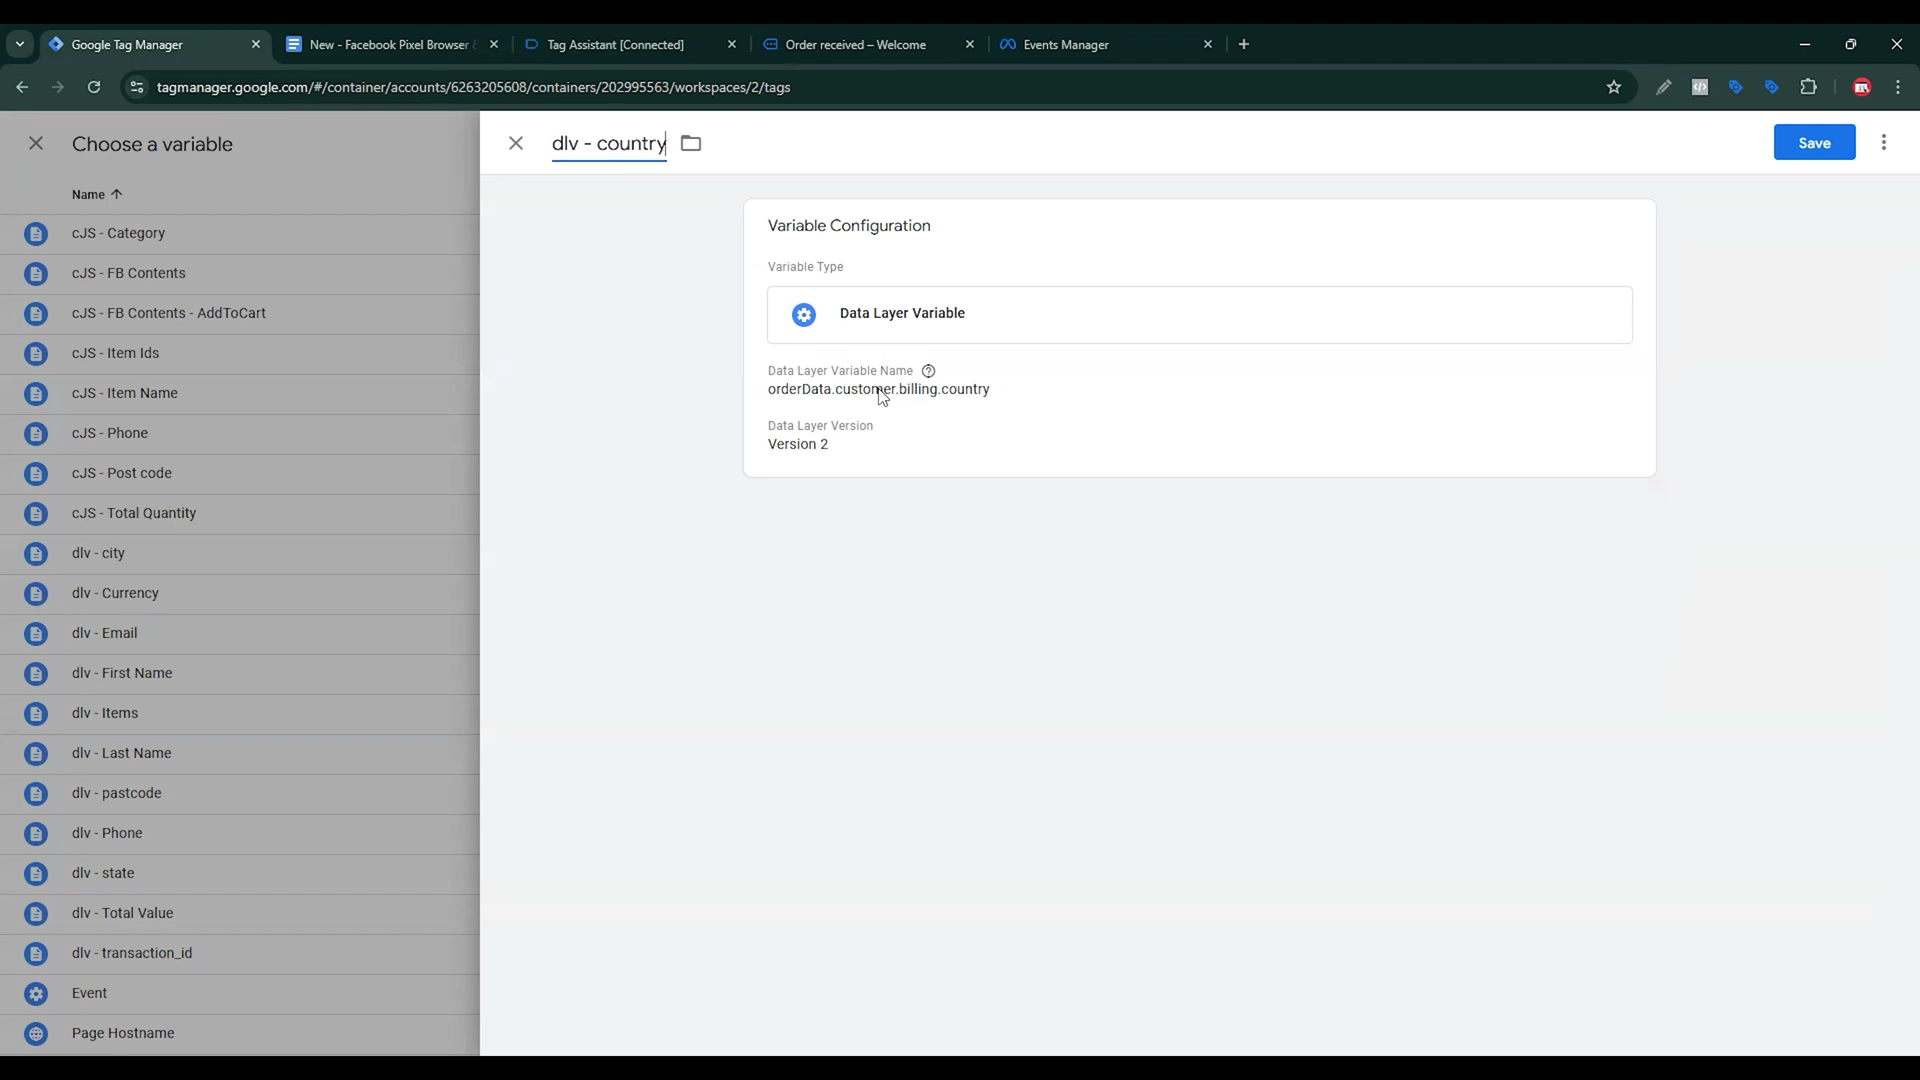 Google Tag Manager
New - Facebook Pixel Browser
Tag Assistant [Connected]
Order received – Welcome
Events Manager
tagmanager.google.com/#/container/accounts/6263205608/containers/202995563/workspaces/2/tags
Choose a variable
Name
cJS - Category
cJS - FB Contents
cJS - FB Contents - AddToCart
cJS - Item Ids
cJS - Item Name
cJS - Phone
cJS - Post code
cJS - Total Quantity
dlv - city
dlv - Currency
dlv - Email
dlv - First Name
dlv - Items
dlv - Last Name
dlv - pastcode
dlv - Phone
dlv - state
dlv - Total Value
dlv - transaction_id
Event
Page Hostname
dlv - country
Save
Variable Configuration
Variable Type
Data Layer Variable
Data Layer Variable Name
orderData.customer.billing.country
Data Layer Version
Version 2